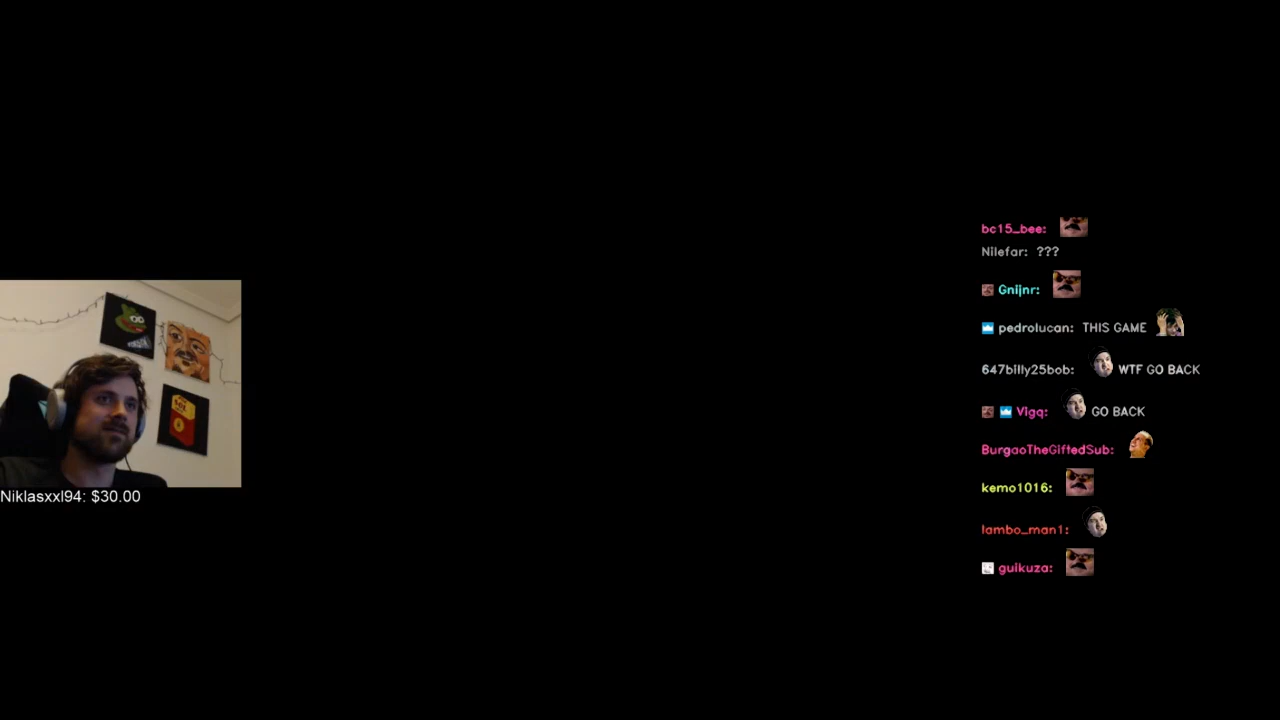 bc15_bee:
Nilefar: ???
Gnijnr:
pedrolucan: THIS GAME
647billy25bob: WTF GO BACK
Vigq: GO BACK
BurgaoTheGiftedSub:
kemo1016:
lambo_man1:
guikuza:
Niklasxxl94: $30.00